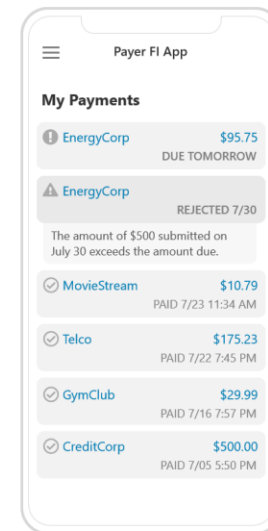 Payer FI App
My Payments
EnergyCorp $95.75
DUE TOMORROW
EnergyCorp
REJECTED 7/30
The amount of $500 submitted on
July 30 exceeds the amount due.
MovieStream $10.79
PAID 7/23 11:34 AM
Telco $175.23
PAID 7/22 7:45 PM
GymClub $29.99
PAID 7/16 7:57 PM
CreditCorp $500.00
PAID 7/05 5:50 PM